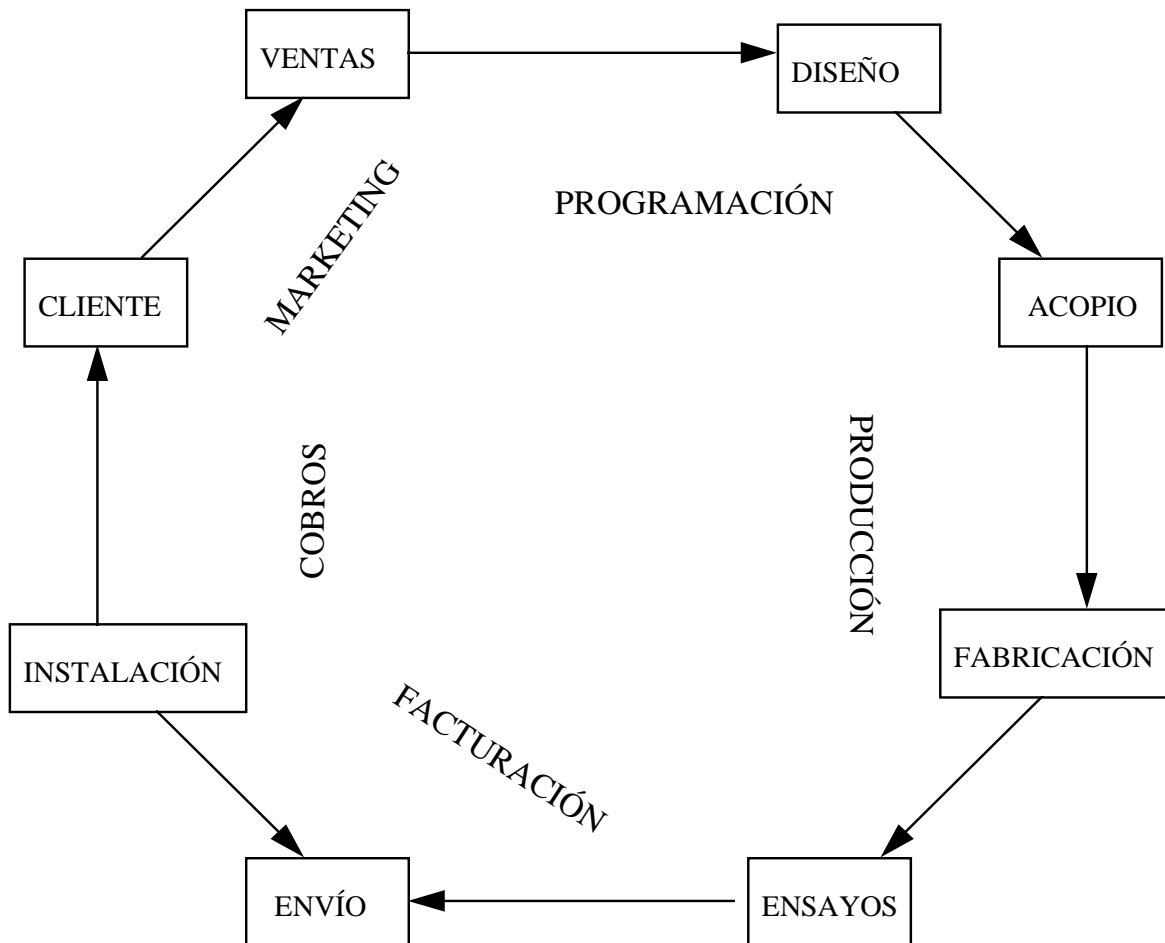 VENTAS
DISEÑO
MARKETING
PROGRAMACIÓN
CLIENTE
ACOPIO
COBROS
PRODUCCIÓN
INSTALACIÓN
FABRICACIÓN
FACTURACIÓN
ENVÍO
ENSAYOS